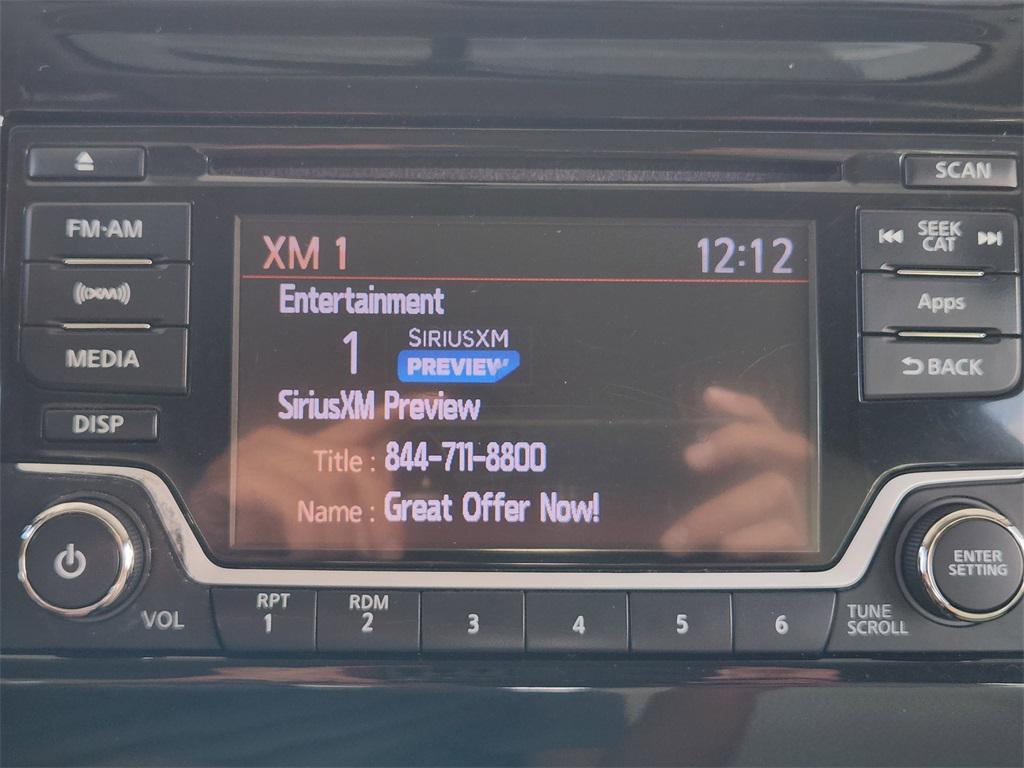 SCAN
FM·AM
XM
MEDIA
DISP
VOL
XM 1 12:12
Entertainment
1 SIRIUSXM
PREVIEW
SiriusXM Preview
Title : 844-711-8800
Name : Great Offer Now!
SEEK
CAT
Apps
BACK
ENTER
SETTING
TUNE
SCROLL
RPT
1
RDM
2
3
4
5
6